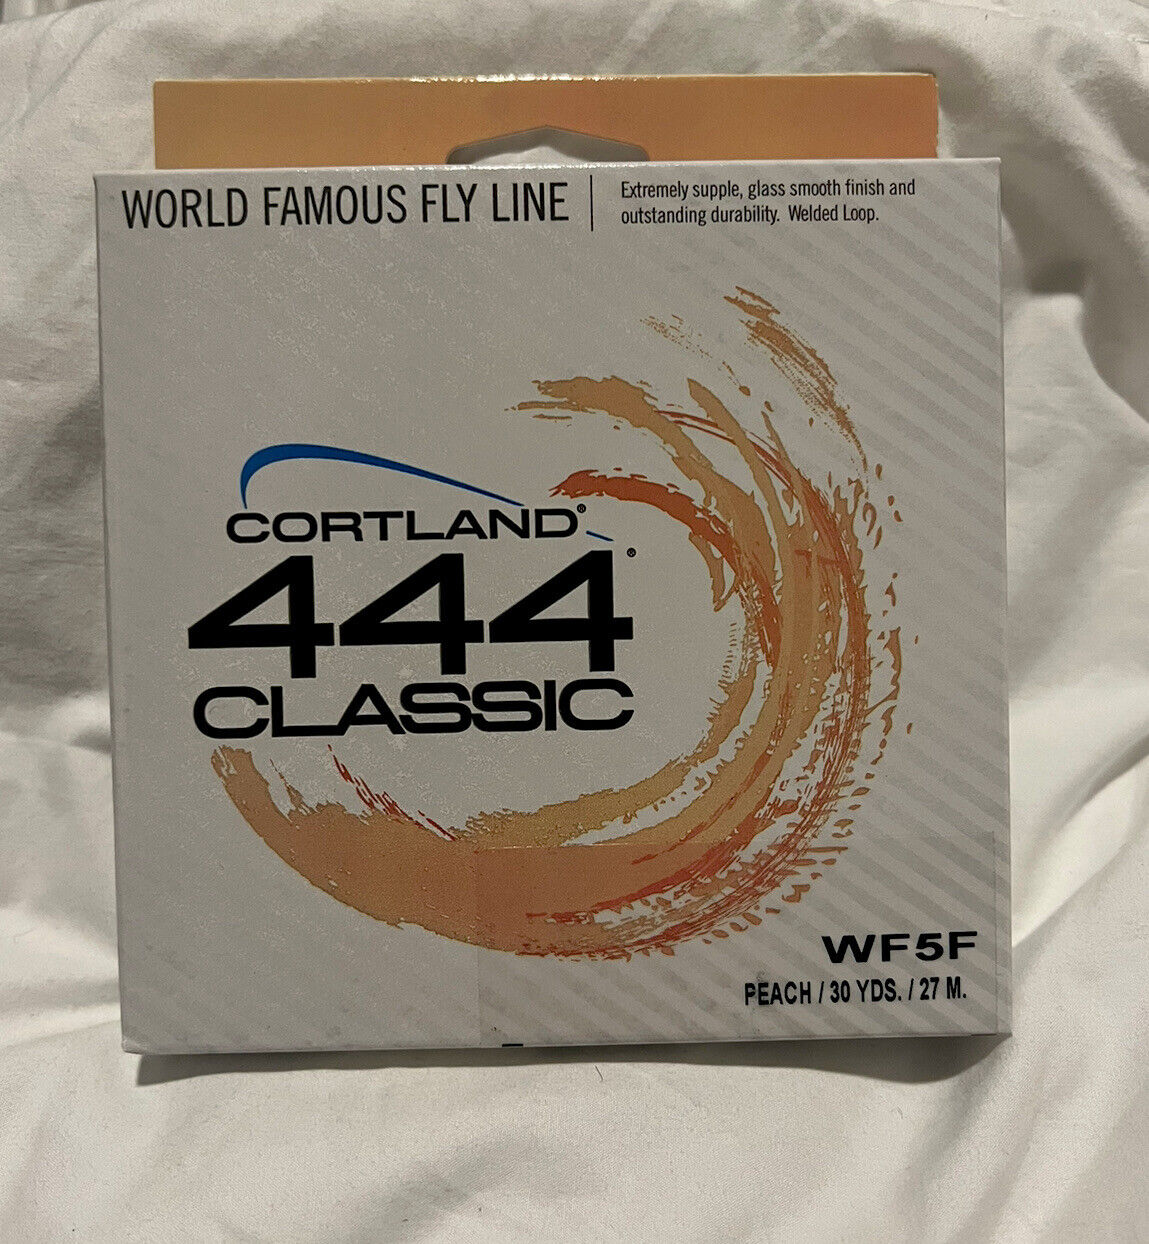 WORLD FAMOUS FLY LINE
Extremely supple, glass smooth finish and
outstanding durability. Welded Loop.
CORTLAND®
444®
CLASSIC
WF5F
PEACH / 30 YDS. / 27 M.